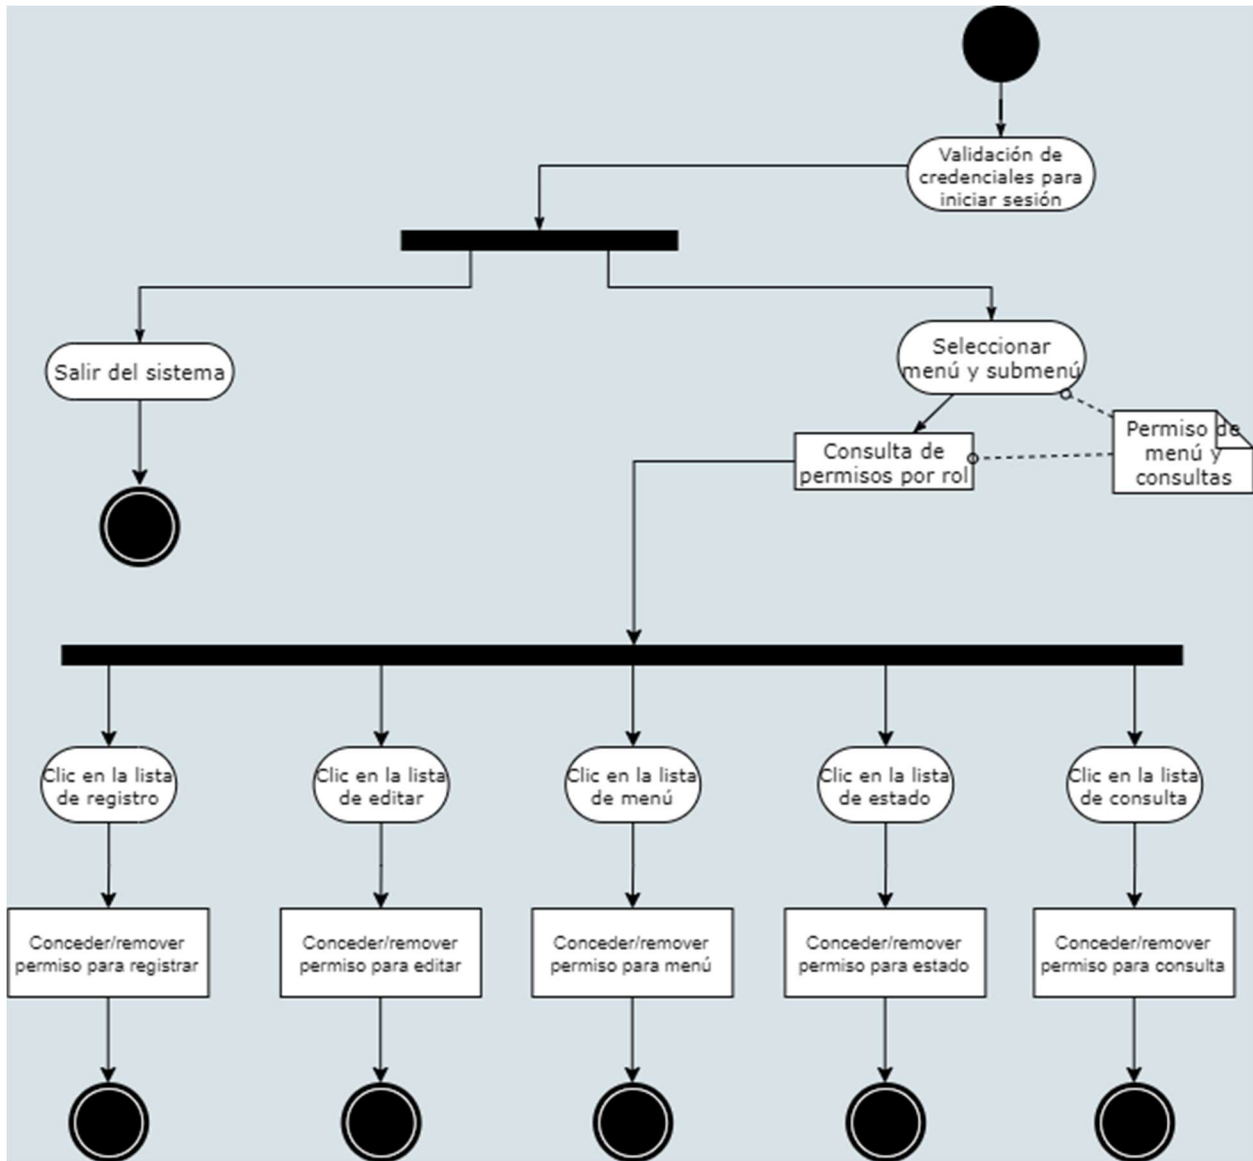 Validación de
credenciales para
iniciar sesión
Salir del sistema
Seleccionar
menú y submenú
Consulta de
permisos por rol
Permiso de
menú y
consultas
Clic en la lista
de registro
Clic en la lista
de editar
Clic en la lista
de menú
Clic en la lista
de estado
Clic en la lista
de consulta
Conceder/remover
permiso para registrar
Conceder/remover
permiso para editar
Conceder/remover
permiso para menú
Conceder/remover
permiso para estado
Conceder/remover
permiso para consulta